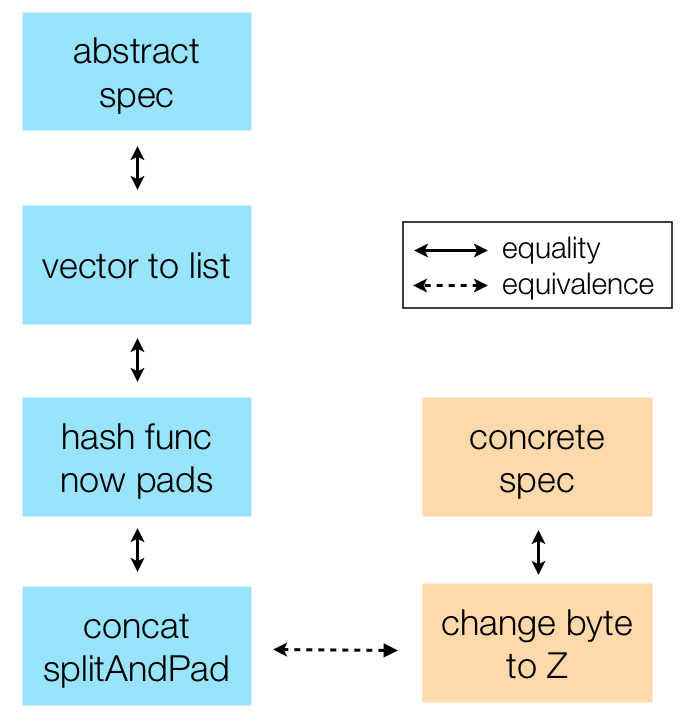 abstract
spec
vector to list
equality
equivalence
hash func
now pads
concrete
spec
concat
splitAndPad
change byte
to Z